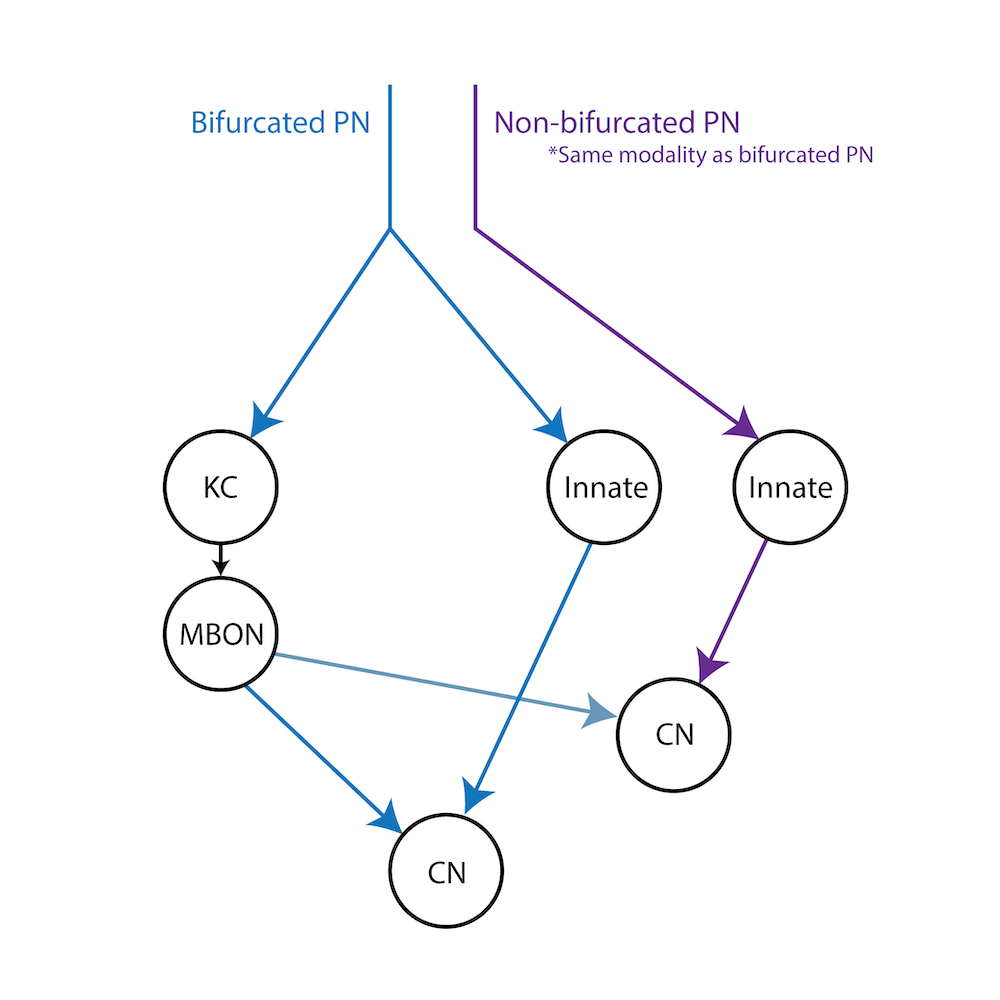 Bifurcated PN
Non-bifurcated PN
*Same modality as bifurcated PN
KC
Innate
Innate
MBON
CN
CN